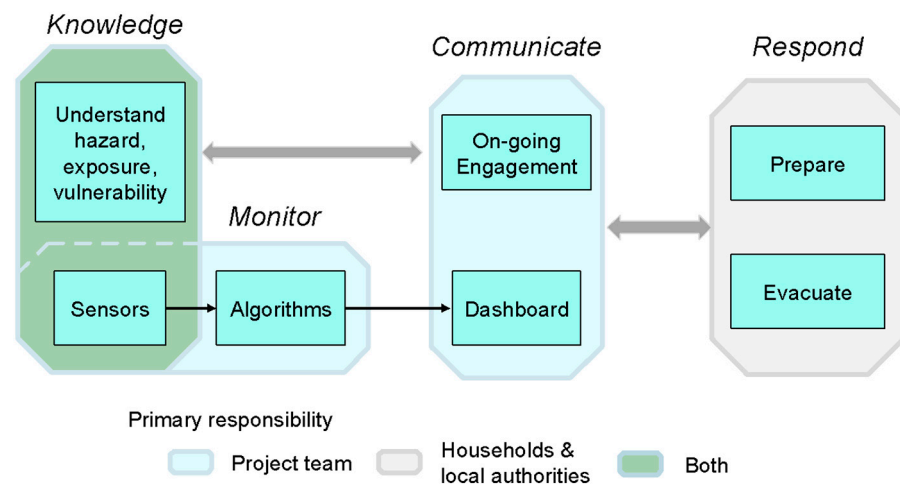 Knowledge
Communicate
Respond
Understand
hazard,
exposure,
vulnerability
On-going
Engagement
Prepare
Monitor
Sensors
Algorithms
Dashboard
Evacuate
Primary responsibility
Project team
Households &
local authorities
Both